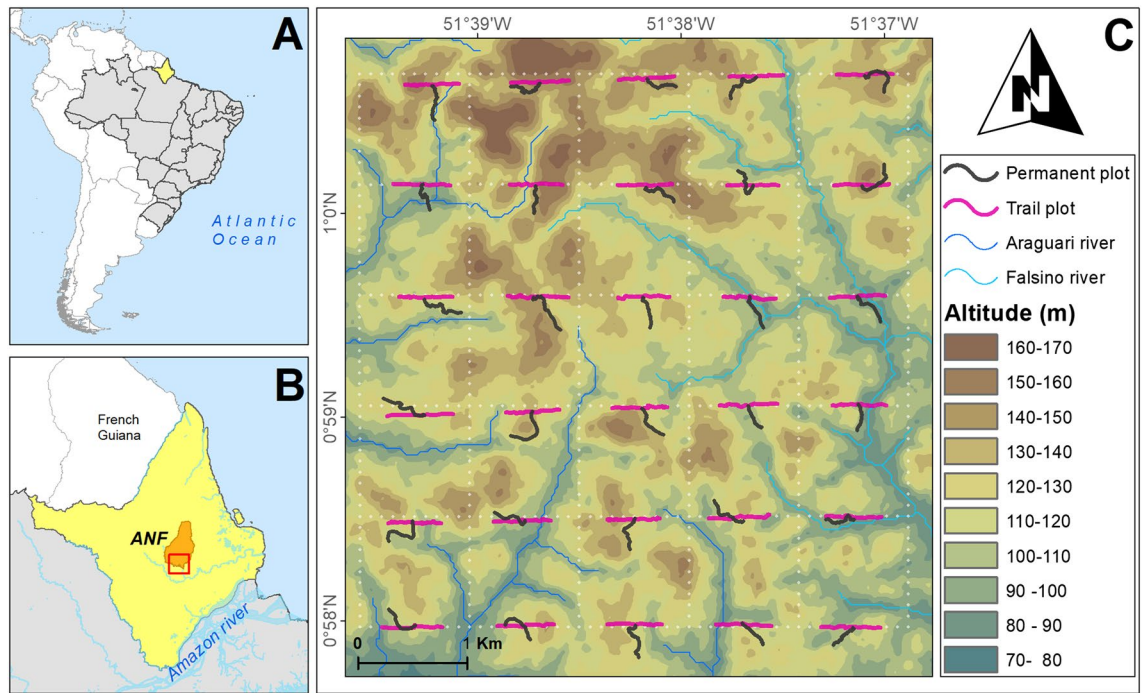 A
Atlantic
Ocean
B
French
Guiana
ANF
Amazon river
51°39'W
51°38'W
51°37'W
1°0'N
0°59'N
0°58'N
0
1 Km
C
N
Permanent plot
Trail plot
Araguari river
Falsino river
Altitude (m)
160-170
150-160
140-150
130-140
120-130
110-120
100-110
90 -100
80 - 90
70- 80